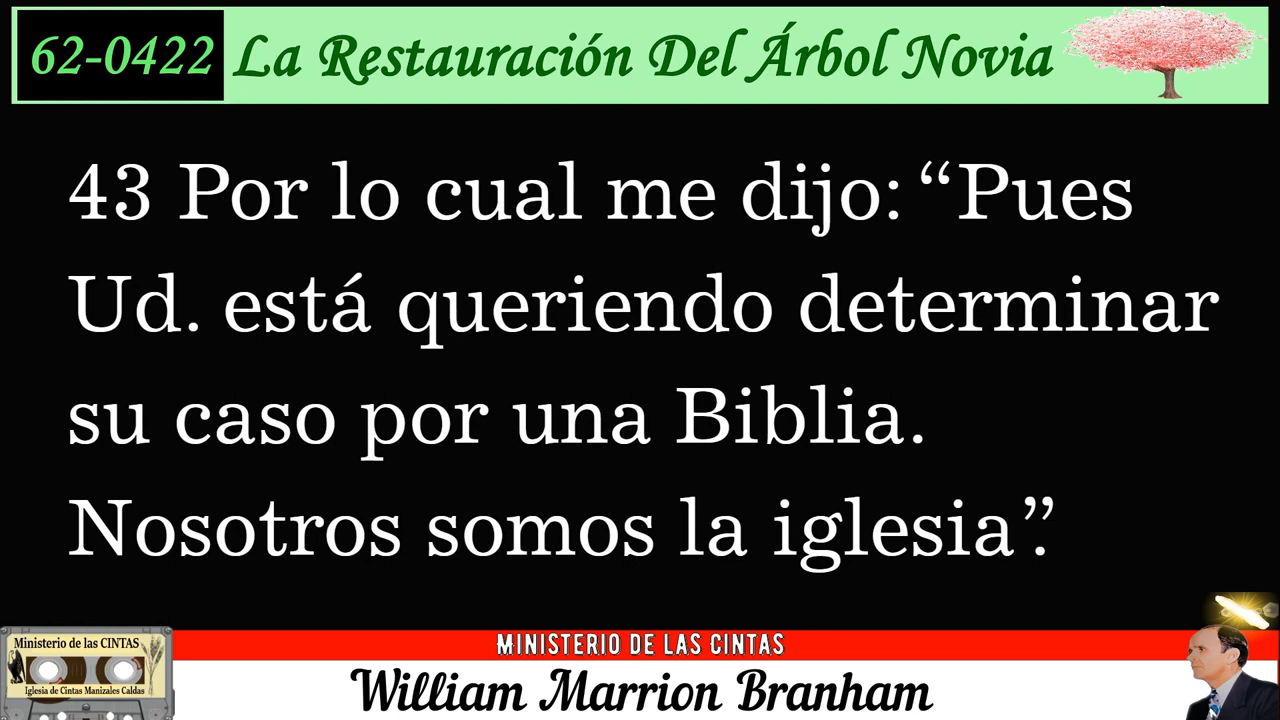 62-0422 La Restauración Del Árbol Novia
43 Por lo cual me dijo: “Pues
Ud. está queriendo determinar
su caso por una Biblia.
Nosotros somos la iglesia”.
Ministerio de las CINTAS
Iglesia de Cintas Manizales Caldas
MINISTERIO DE LAS CINTAS
William Marrion Branham